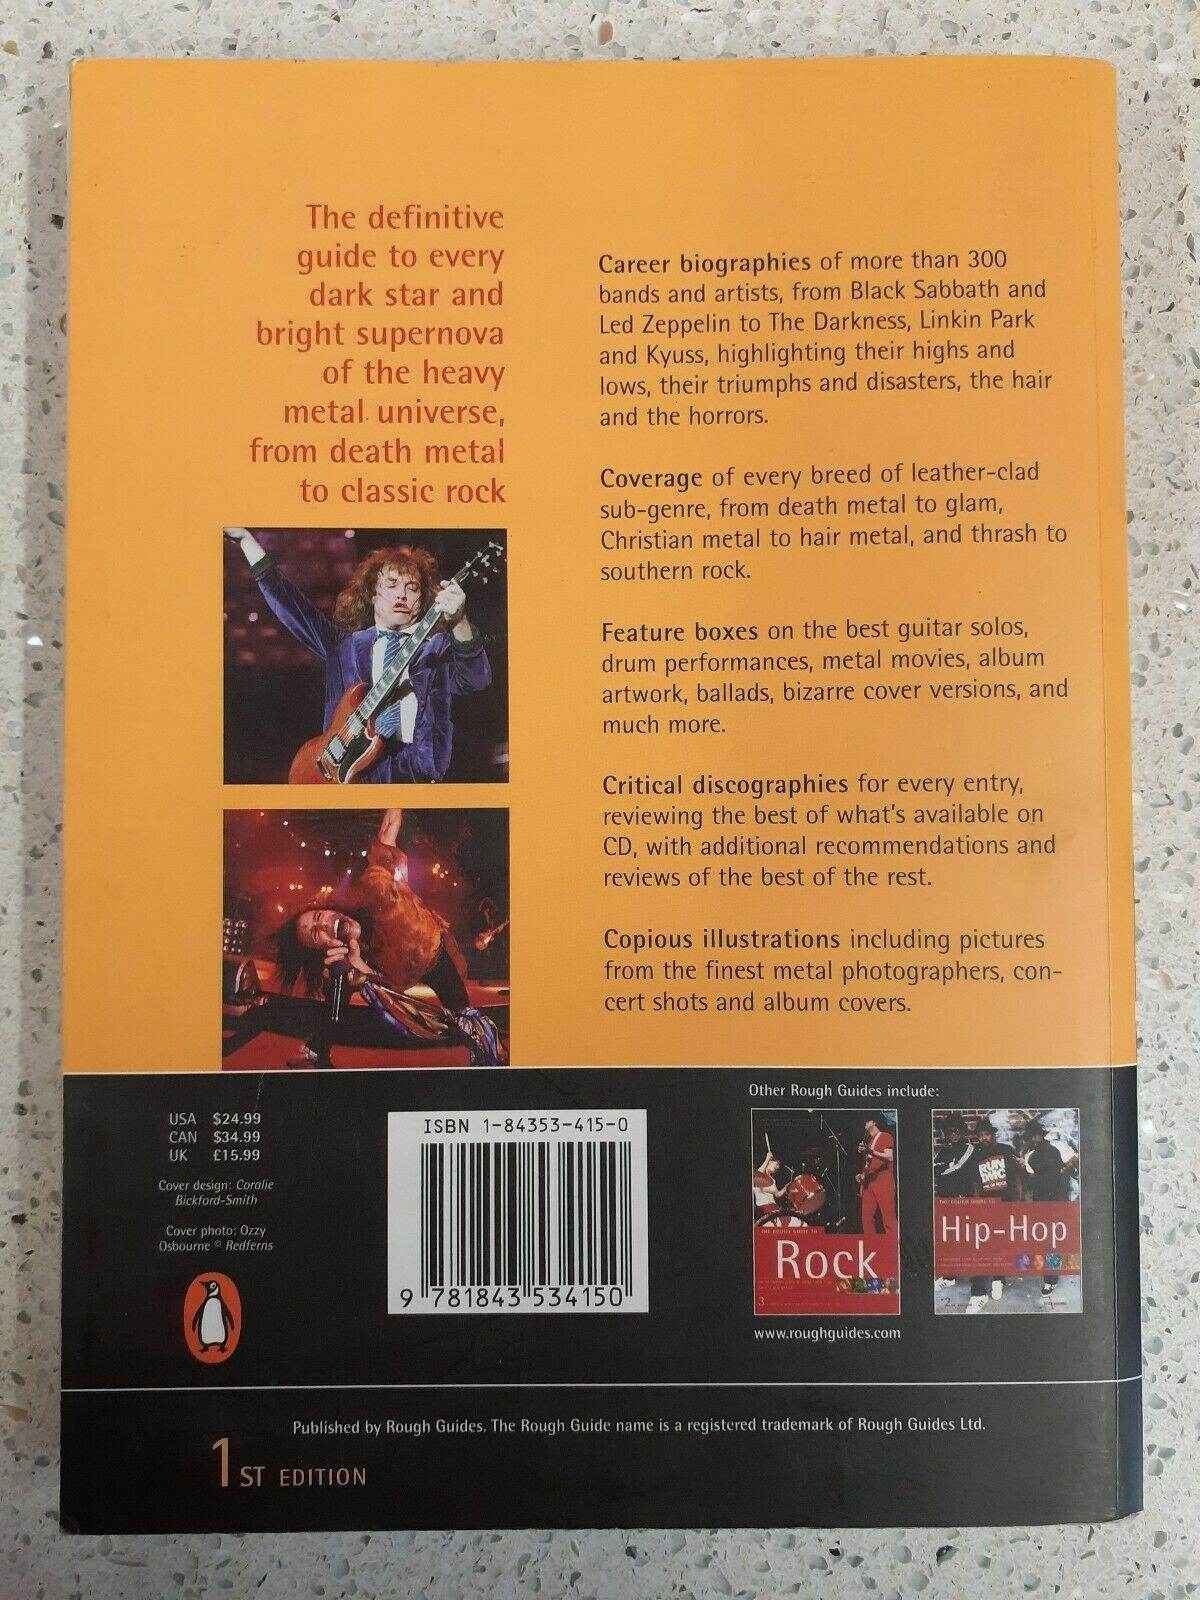 The definitive
guide to every
dark star and
bright supernova
of the heavy
metal universe,
from death metal
to classic rock
Career biographies of more than 300
bands and artists, from Black Sabbath and
Led Zeppelin to The Darkness, Linkin Park
and Kyuss, highlighting their highs and
lows, their triumphs and disasters, the hair
and the horrors.
Coverage of every breed of leather-clad
sub-genre, from death metal to glam,
Christian metal to hair metal, and thrash to
southern rock.
Feature boxes on the best guitar solos,
drum performances, metal movies, album
artwork, ballads, bizarre cover versions, and
much more.
Critical discographies for every entry,
reviewing the best of what's available on
CD, with additional recommendations and
reviews of the best of the rest.
Copious illustrations including pictures
from the finest metal photographers, con-
cert shots and album covers.
USA $24.99
CAN $34.99
UK £15.99
Cover design: Coralie
Bickford-Smith
Cover photo: Ozzy
Osbourne © Redferns
ISBN 1-84353-415-0
9 781843 534150
Other Rough Guides include:
THE ROUGH GUIDE TO
Rock
3
THE ROUGH GUIDE TO
Hip-Hop
2
www.roughguides.com
Published by Rough Guides. The Rough Guide name is a registered trademark of Rough Guides Ltd.
1ST EDITION